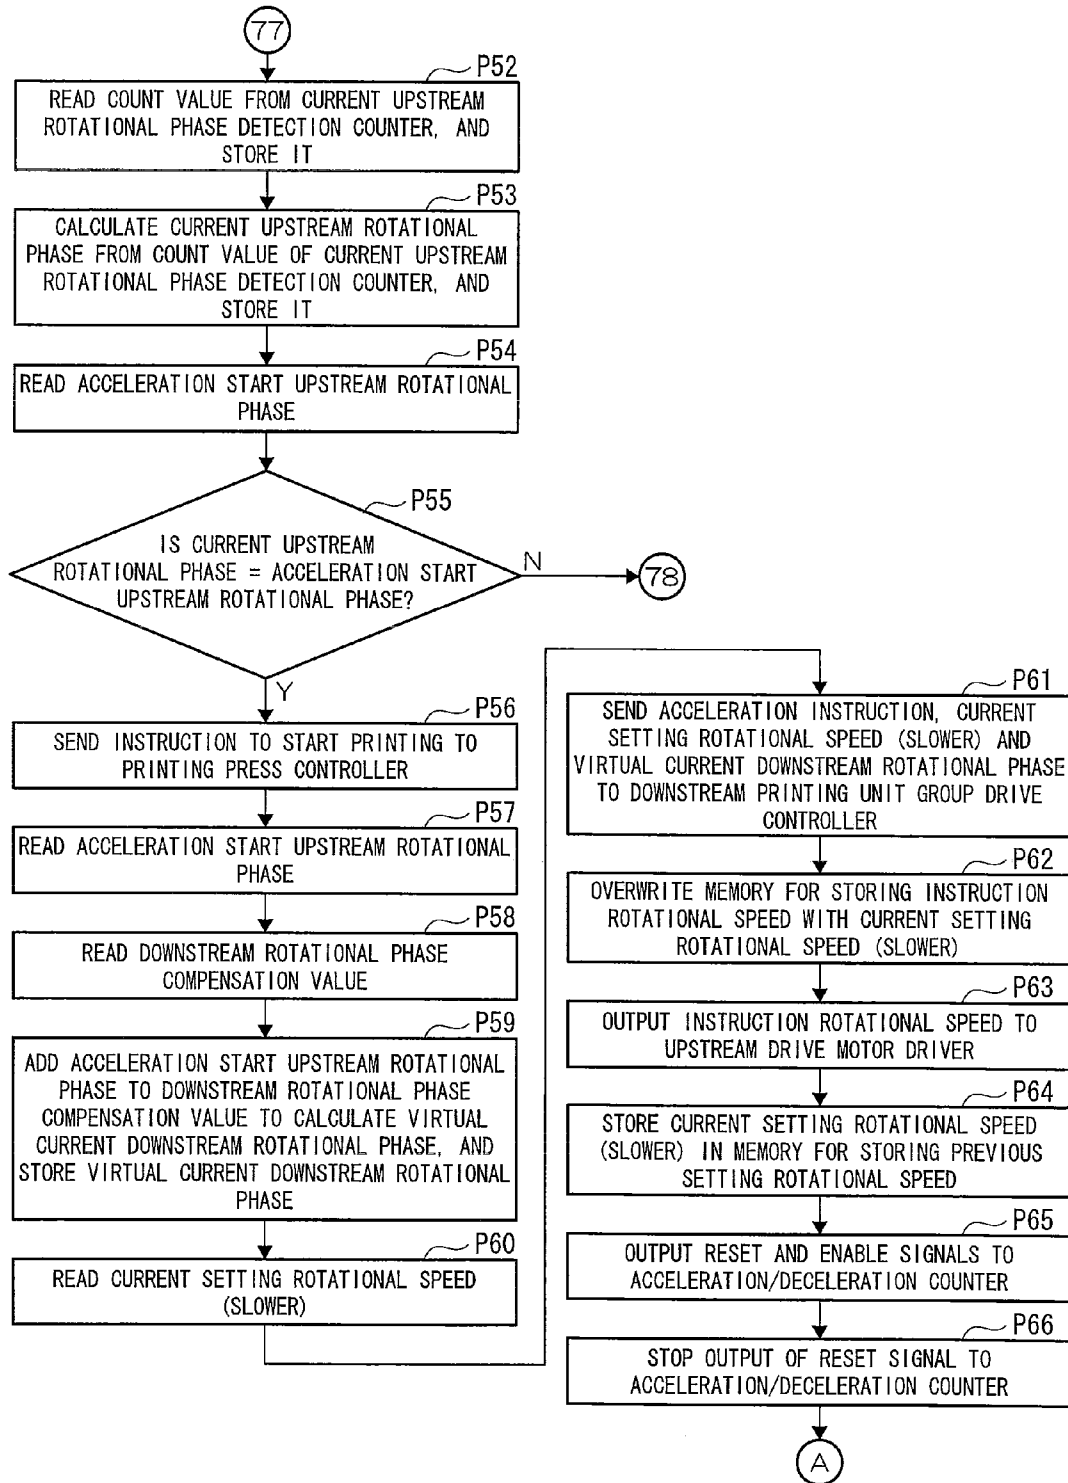 77
P52
READ COUNT VALUE FROM CURRENT UPSTREAM
ROTATIONAL PHASE DETECTION COUNTER, AND
STORE IT
P53
CALCULATE CURRENT UPSTREAM ROTATIONAL
PHASE FROM COUNT VALUE OF CURRENT UPSTREAM
ROTATIONAL PHASE DETECTION COUNTER, AND
STORE IT
P54
READ ACCELERATION START UPSTREAM ROTATIONAL
PHASE
P55
IS CURRENT UPSTREAM
ROTATIONAL PHASE = ACCELERATION START
UPSTREAM ROTATIONAL PHASE?
N
78
Y
P56
SEND INSTRUCTION TO START PRINTING TO
PRINTING PRESS CONTROLLER
P57
READ ACCELERATION START UPSTREAM ROTATIONAL
PHASE
P58
READ DOWNSTREAM ROTATIONAL PHASE
COMPENSATION VALUE
P59
ADD ACCELERATION START UPSTREAM ROTATIONAL
PHASE TO DOWNSTREAM ROTATIONAL PHASE
COMPENSATION VALUE TO CALCULATE VIRTUAL
CURRENT DOWNSTREAM ROTATIONAL PHASE, AND
STORE VIRTUAL CURRENT DOWNSTREAM ROTATIONAL
PHASE
P60
READ CURRENT SETTING ROTATIONAL SPEED
(SLOWER)
P61
SEND ACCELERATION INSTRUCTION, CURRENT
SETTING ROTATIONAL SPEED (SLOWER) AND
VIRTUAL CURRENT DOWNSTREAM ROTATIONAL PHASE
TO DOWNSTREAM PRINTING UNIT GROUP DRIVE
CONTROLLER
P62
OVERWRITE MEMORY FOR STORING INSTRUCTION
ROTATIONAL SPEED WITH CURRENT SETTING
ROTATIONAL SPEED (SLOWER)
P63
OUTPUT INSTRUCTION ROTATIONAL SPEED TO
UPSTREAM DRIVE MOTOR DRIVER
P64
STORE CURRENT SETTING ROTATIONAL SPEED
(SLOWER) IN MEMORY FOR STORING PREVIOUS
SETTING ROTATIONAL SPEED
P65
OUTPUT RESET AND ENABLE SIGNALS TO
ACCELERATION/DECELERATION COUNTER
P66
STOP OUTPUT OF RESET SIGNAL TO
ACCELERATION/DECELERATION COUNTER
A